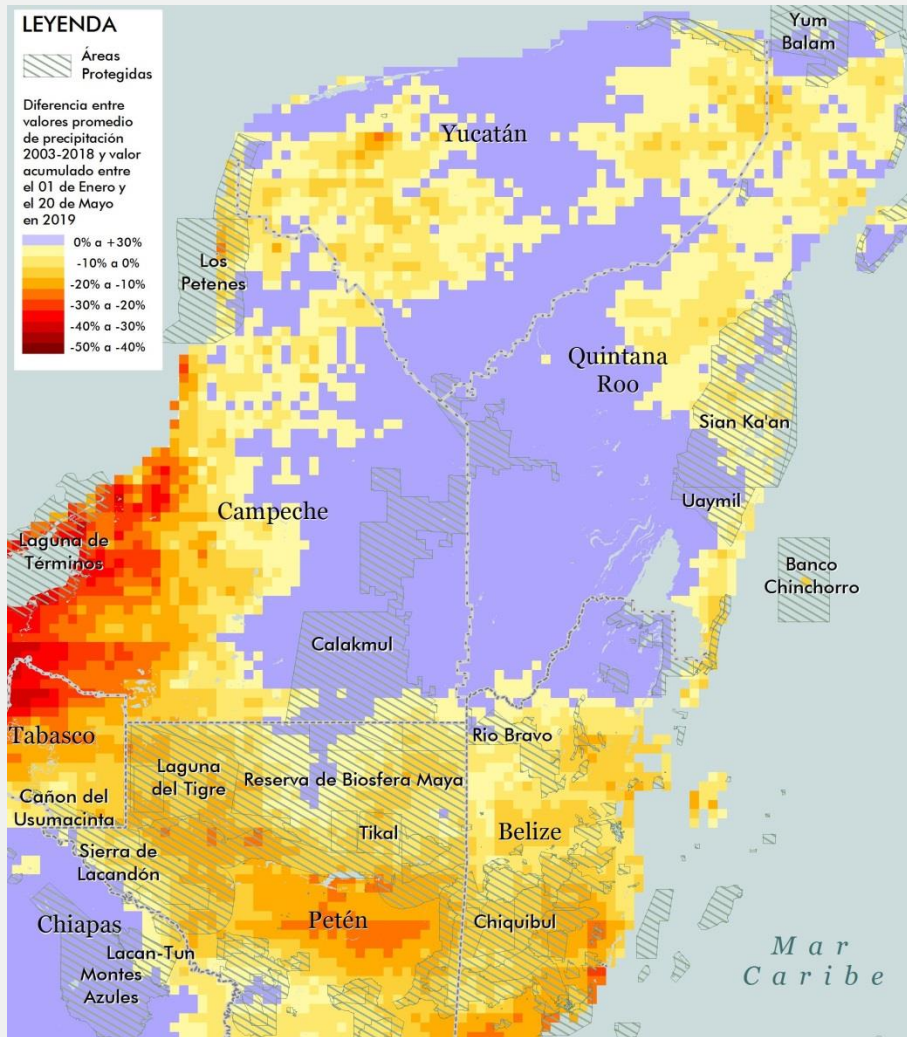 LEYENDA
Áreas
Protegidas
Diferencia entre
valores promedio
de precipitación
2003-2018 y valor
acumulado entre
el 01 de Enero y
el 20 de Mayo
en 2019
0% a +30%
-10% a 0%
-20% a -10%
-30% a -20%
-40% a -30%
-50% a -40%
Yum
Balam
Yucatán
Los
Petenes
Quintana
Roo
Sian Ka'an
Uaymil
Campeche
Laguna de
Términos
Banco
Chinchorro
Calakmul
Tabasco
Rio Bravo
Laguna
del Tigre
Reserva de Biosfera Maya
Cañon del
Usumacinta
Tikal
Belize
Sierra de
Lacandón
Chiapas
Petén
Chiquibul
Lacan-Tun
Montes
Azules
Mar
Caribe